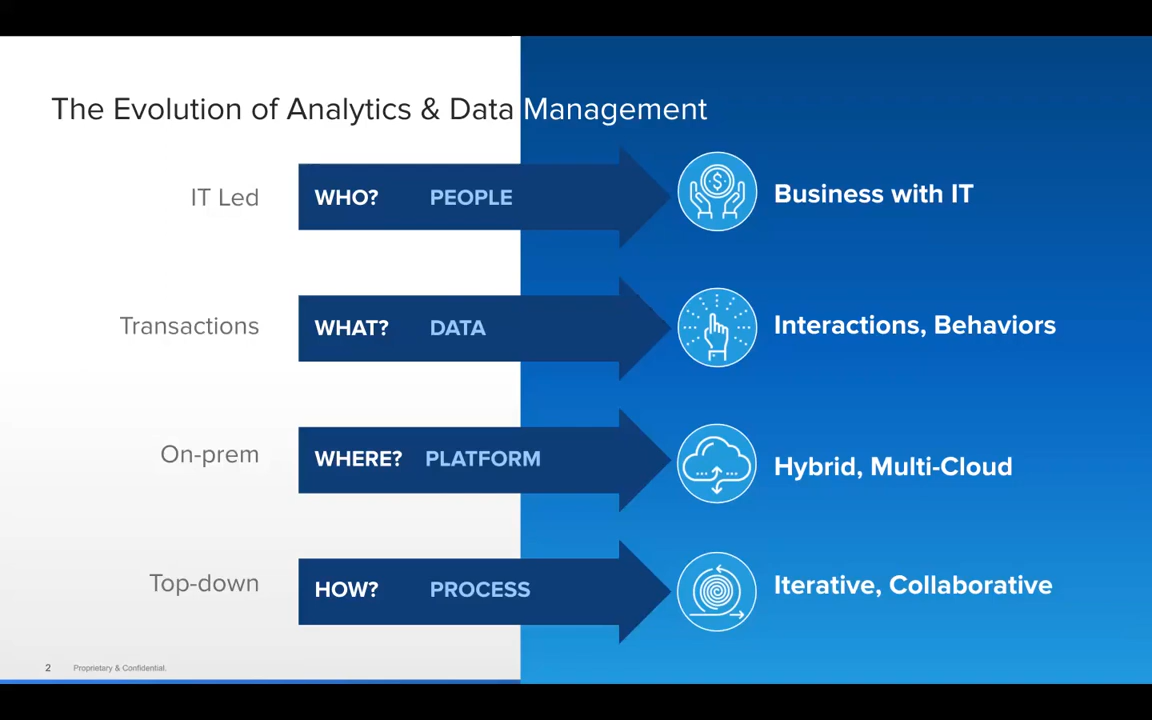 The Evolution of Analytics & Data Management
IT Led WHO? PEOPLE Business with IT
Transactions WHAT? DATA Interactions, Behaviors
On-prem WHERE? PLATFORM Hybrid, Multi-Cloud
Top-down HOW? PROCESS Iterative, Collaborative
2 Proprietary & Confidential.